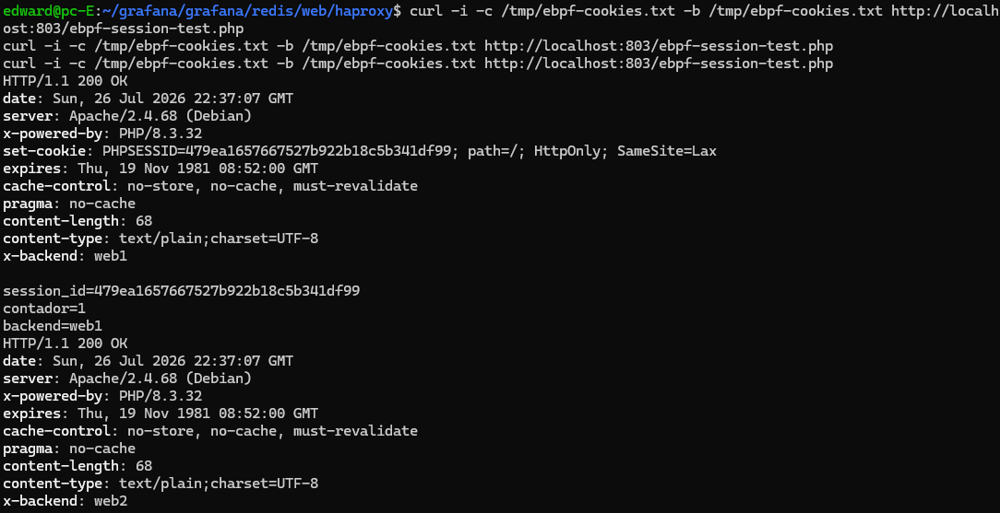 edward@pc-E:~/grafana/grafana/redis/web/haproxy$ curl -i -c /tmp/ebpf-cookies.txt -b /tmp/ebpf-cookies.txt http://localh
ost:803/ebpf-session-test.php
curl -i -c /tmp/ebpf-cookies.txt -b /tmp/ebpf-cookies.txt http://localhost:803/ebpf-session-test.php
curl -i -c /tmp/ebpf-cookies.txt -b /tmp/ebpf-cookies.txt http://localhost:803/ebpf-session-test.php
HTTP/1.1 200 OK
date: Sun, 26 Jul 2026 22:37:07 GMT
server: Apache/2.4.68 (Debian)
x-powered-by: PHP/8.3.32
set-cookie: PHPSESSID=479ea1657667527b922b18c5b341df99; path=/; HttpOnly; SameSite=Lax
expires: Thu, 19 Nov 1981 08:52:00 GMT
cache-control: no-store, no-cache, must-revalidate
pragma: no-cache
content-length: 68
content-type: text/plain;charset=UTF-8
x-backend: web1

session_id=479ea1657667527b922b18c5b341df99
contador=1
backend=web1
HTTP/1.1 200 OK
date: Sun, 26 Jul 2026 22:37:07 GMT
server: Apache/2.4.68 (Debian)
x-powered-by: PHP/8.3.32
expires: Thu, 19 Nov 1981 08:52:00 GMT
cache-control: no-store, no-cache, must-revalidate
pragma: no-cache
content-length: 68
content-type: text/plain;charset=UTF-8
x-backend: web2